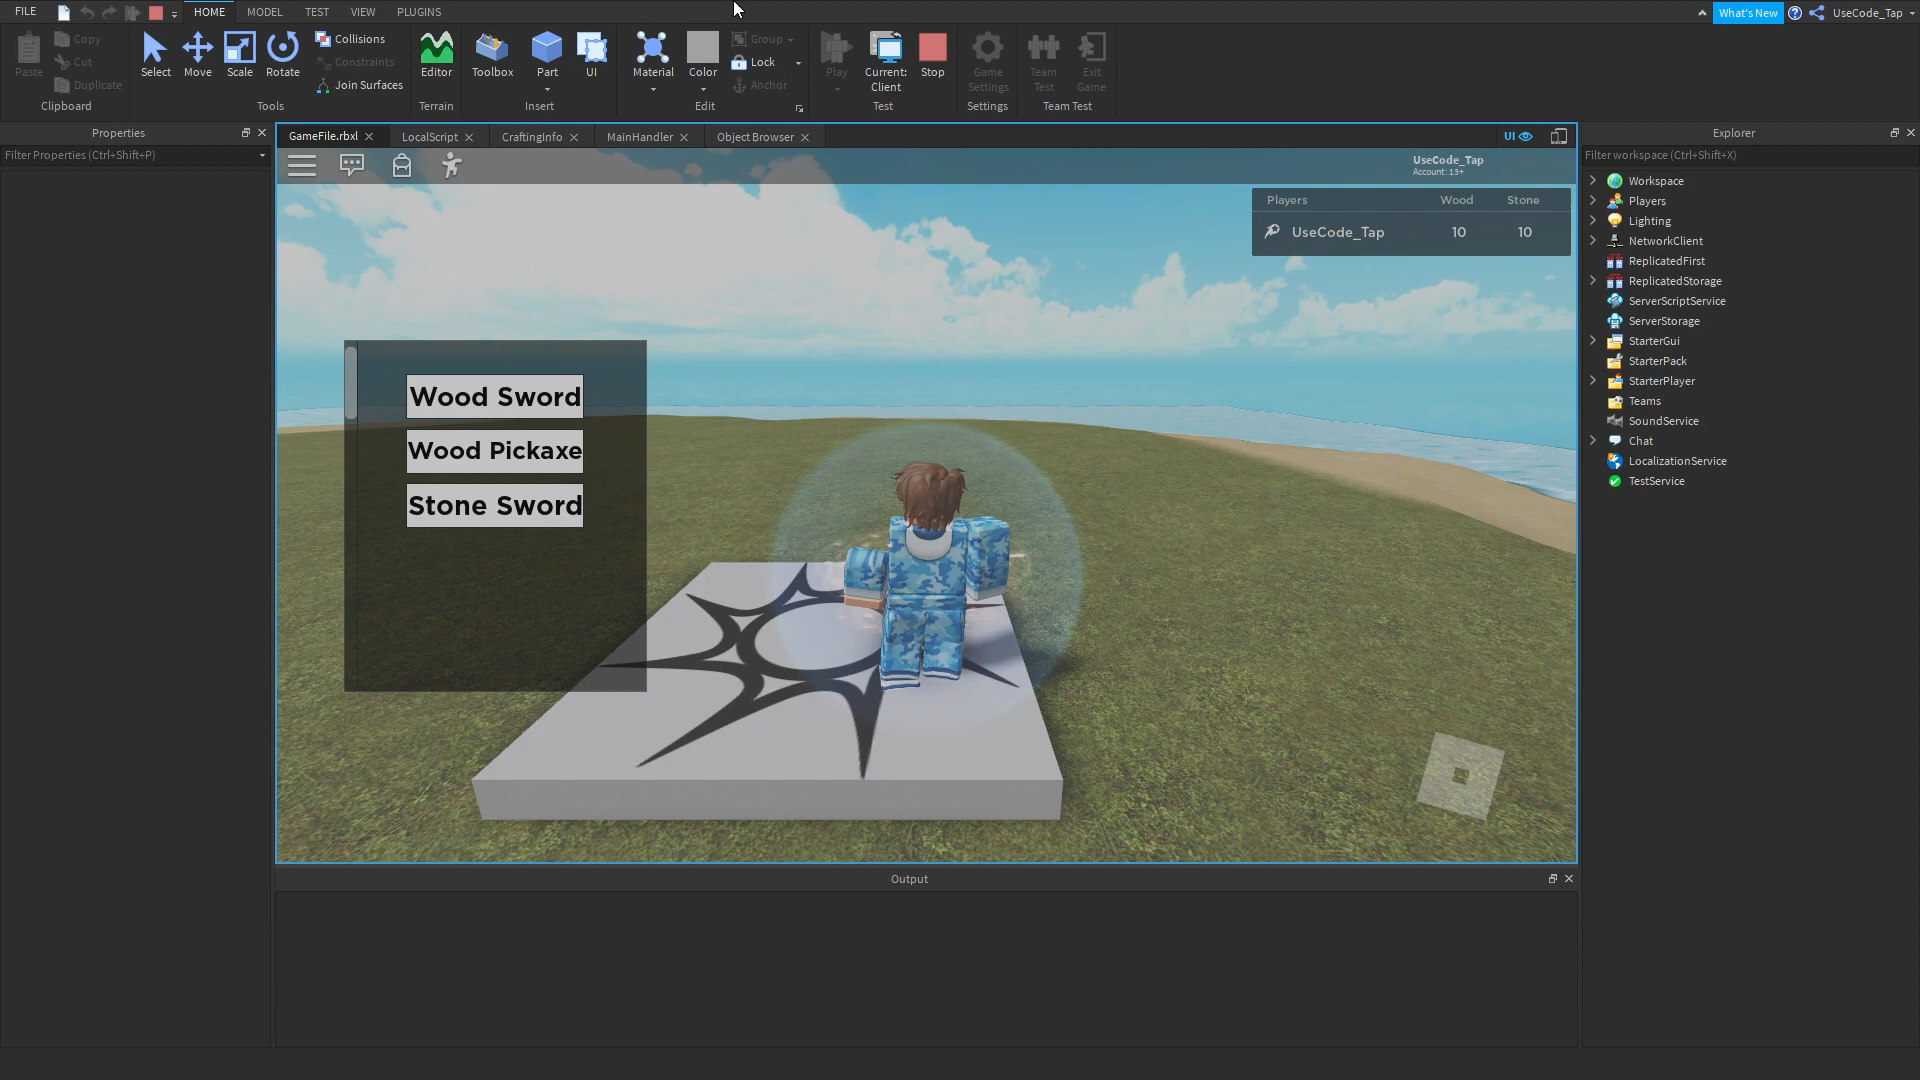 FILE
HOME
MODEL
TEST
VIEW
PLUGINS
What's New
UseCode_Tap
Paste
Copy
Cut
Duplicate
Clipboard
Select
Move
Scale
Rotate
Collisions
Constraints
Join Surfaces
Tools
Editor
Terrain
Toolbox
Part
UI
Insert
Material
Color
Group
Lock
Anchor
Edit
Play
Current:
Client
Stop
Test
Game
Settings
Settings
Team
Test
Exit
Game
Team Test
Properties
Filter Properties (Ctrl+Shift+P)
GameFile.rbxl
LocalScript
CraftingInfo
MainHandler
Object Browser
UI
UseCode_Tap
Account: 13+
Players Wood Stone
UseCode_Tap 10 10
Wood Sword
Wood Pickaxe
Stone Sword
Output
Explorer
Filter workspace (Ctrl+Shift+X)
Workspace
Players
Lighting
NetworkClient
ReplicatedFirst
ReplicatedStorage
ServerScriptService
ServerStorage
StarterGui
StarterPack
StarterPlayer
Teams
SoundService
Chat
LocalizationService
TestService